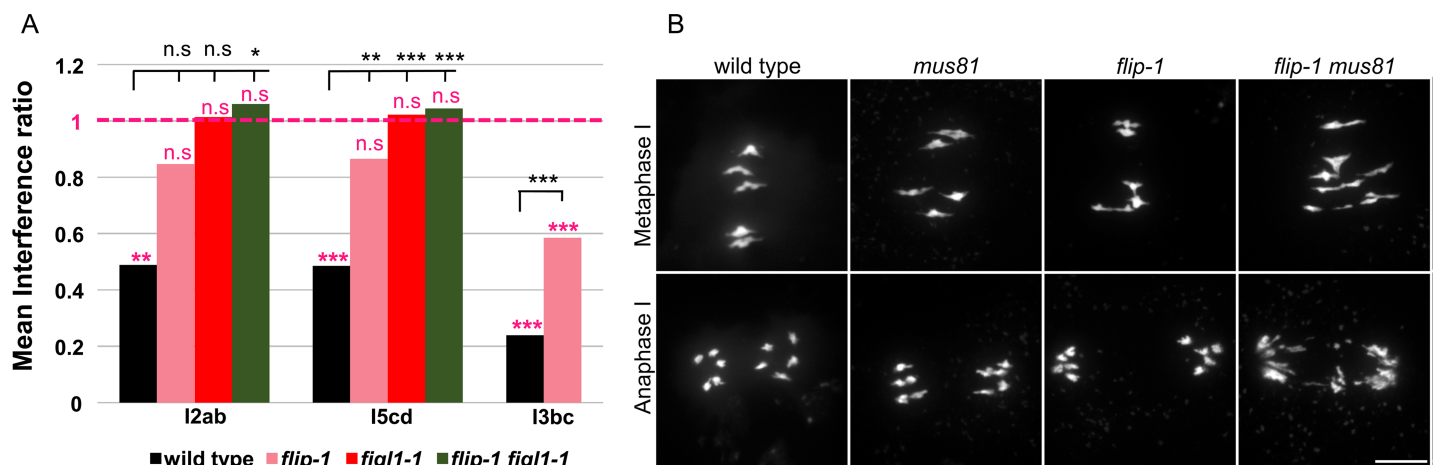 A
Mean Interference ratio
1.2
1
0.8
0.6
0.4
0.2
0
n.s n.s *
n.s
n.s
n.s
**
** *** ***
n.s
n.s
n.s
***
***
***
***
I2ab I5cd I3bc
wild type flip-1 figl1-1 flip-1 figl1-1
B
wild type mus81 flip-1 flip-1 mus81
Metaphase I
Anaphase I